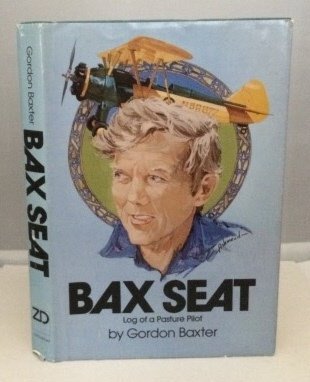 Gordon Baxter
BAX SEAT
ZD
BAX SEAT
Log of a Pasture Pilot
by Gordon Baxter